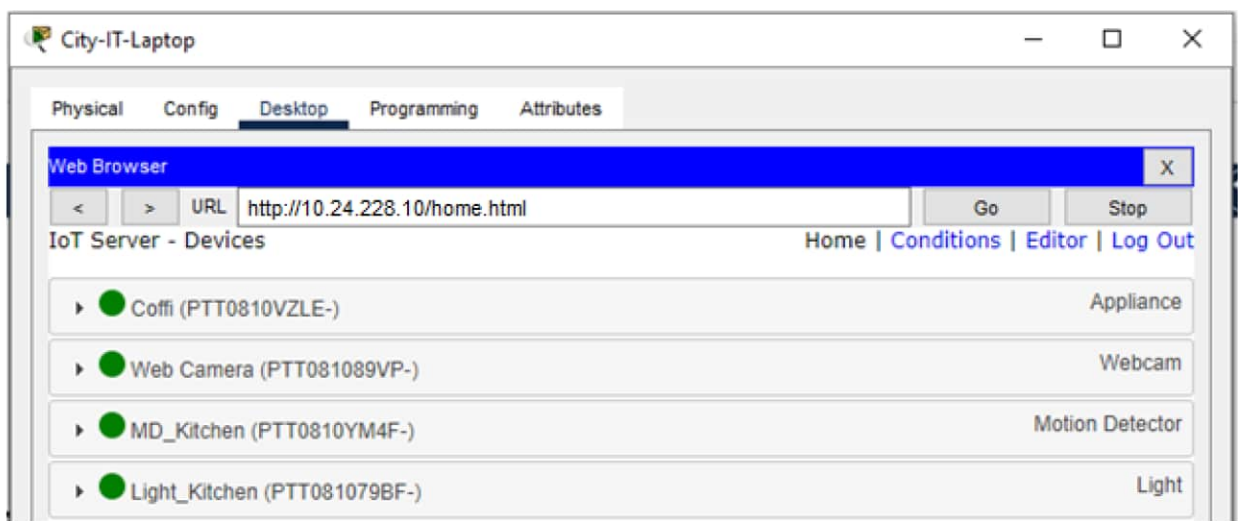 City-IT-Laptop
Physical Config Desktop Programming Attributes
Web Browser X
< > URL http://10.24.228.10/home.html Go Stop
IoT Server - Devices Home | Conditions | Editor | Log Out
Coffi (PTT0810VZLE-) Appliance
Web Camera (PTT081089VP-) Webcam
MD_Kitchen (PTT0810YM4F-) Motion Detector
Light_Kitchen (PTT081079BF-) Light